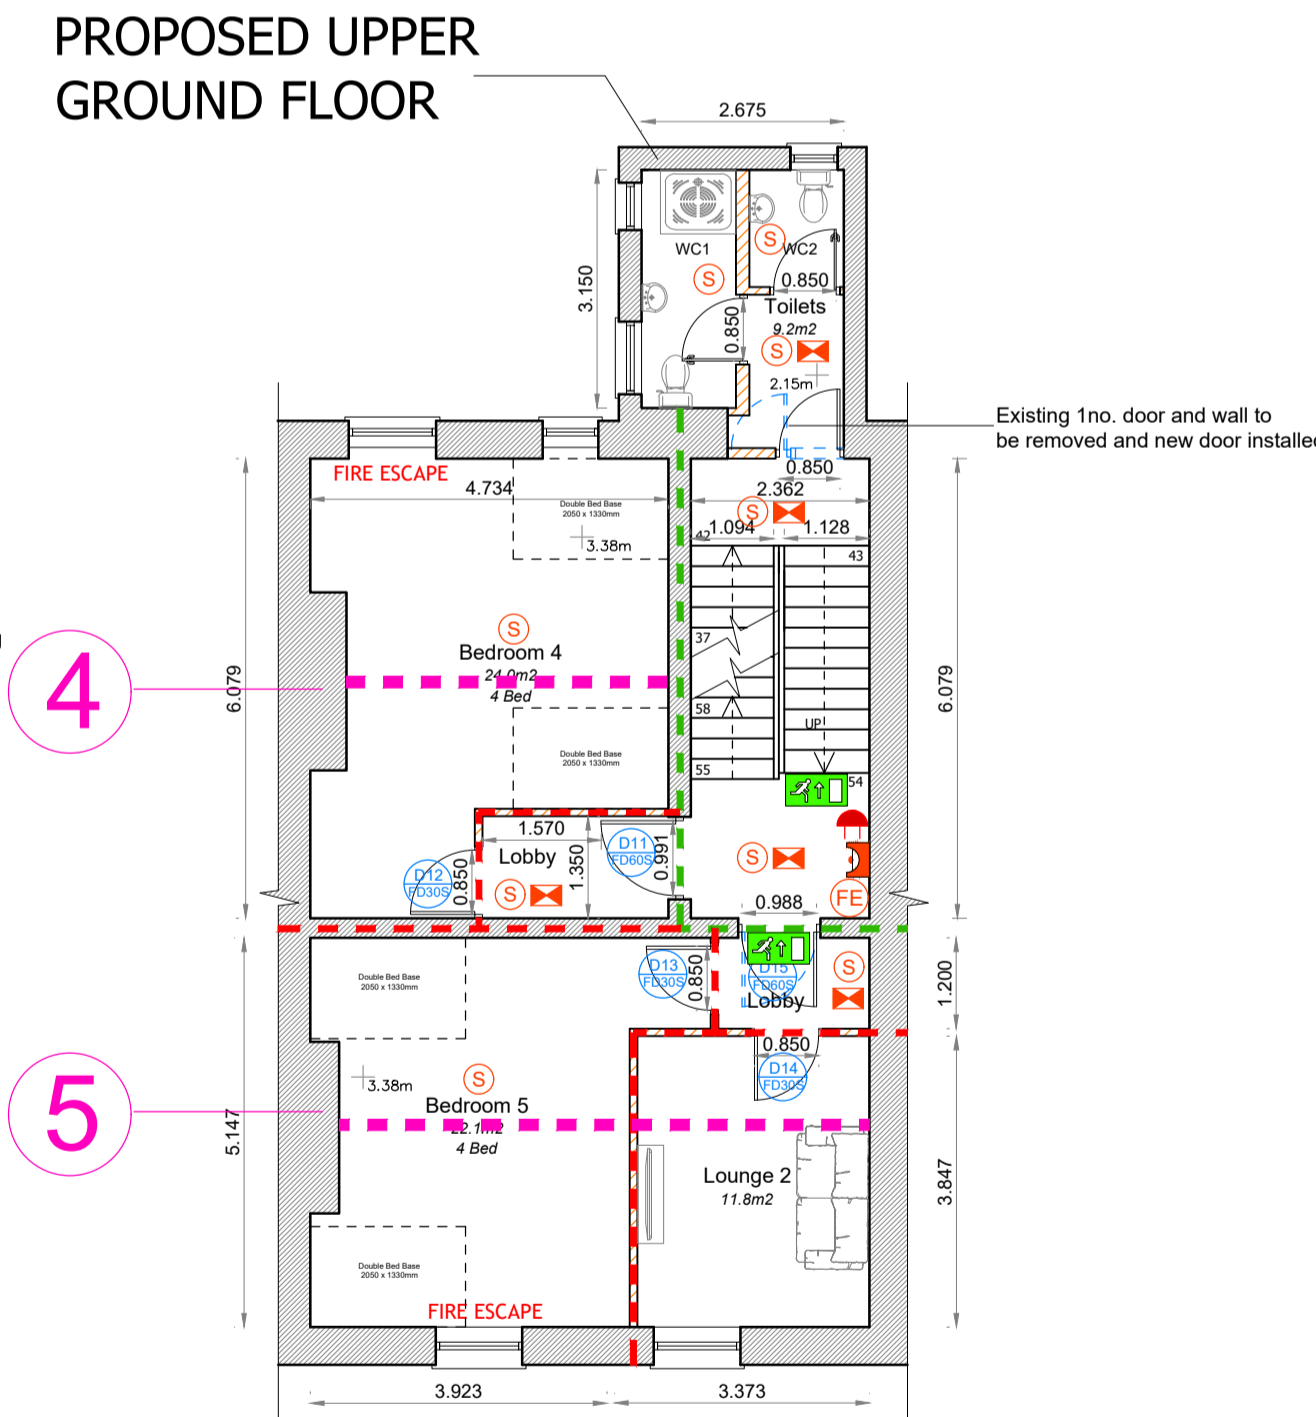 PROPOSED UPPER
GROUND FLOOR
2.675
WC1
S
WC2
S
0.850
3.150
Toilets
9.2m2
0.850
S
2.15m
Existing 1no. door and wall to
be removed and new door installe
FIRE ESCAPE
4.734
0.850
2.362
Double Bed Base
2050 x 1330mm
S
1.094
1.128
3.38m
42
43
S
37
Bedroom 4
24.0m2
4 Bed
4
6.079
6.079
58
UP
Double Bed Base
2050 x 1330mm
55
54
1.570
D11
FD60S
0.991
Lobby
1.350
S
D12
FD30S
0.850
S
FE
0.988
D13
FD30S
0.850
D15
FD60S
S
Lobby
1.200
Double Bed Base
2050 x 1330mm
0.850
D14
FD30S
3.38m
S
Bedroom 5
22.1m2
4 Bed
5
5.147
Lounge 2
11.8m2
3.847
Double Bed Base
2050 x 1330mm
FIRE ESCAPE
3.923
3.373